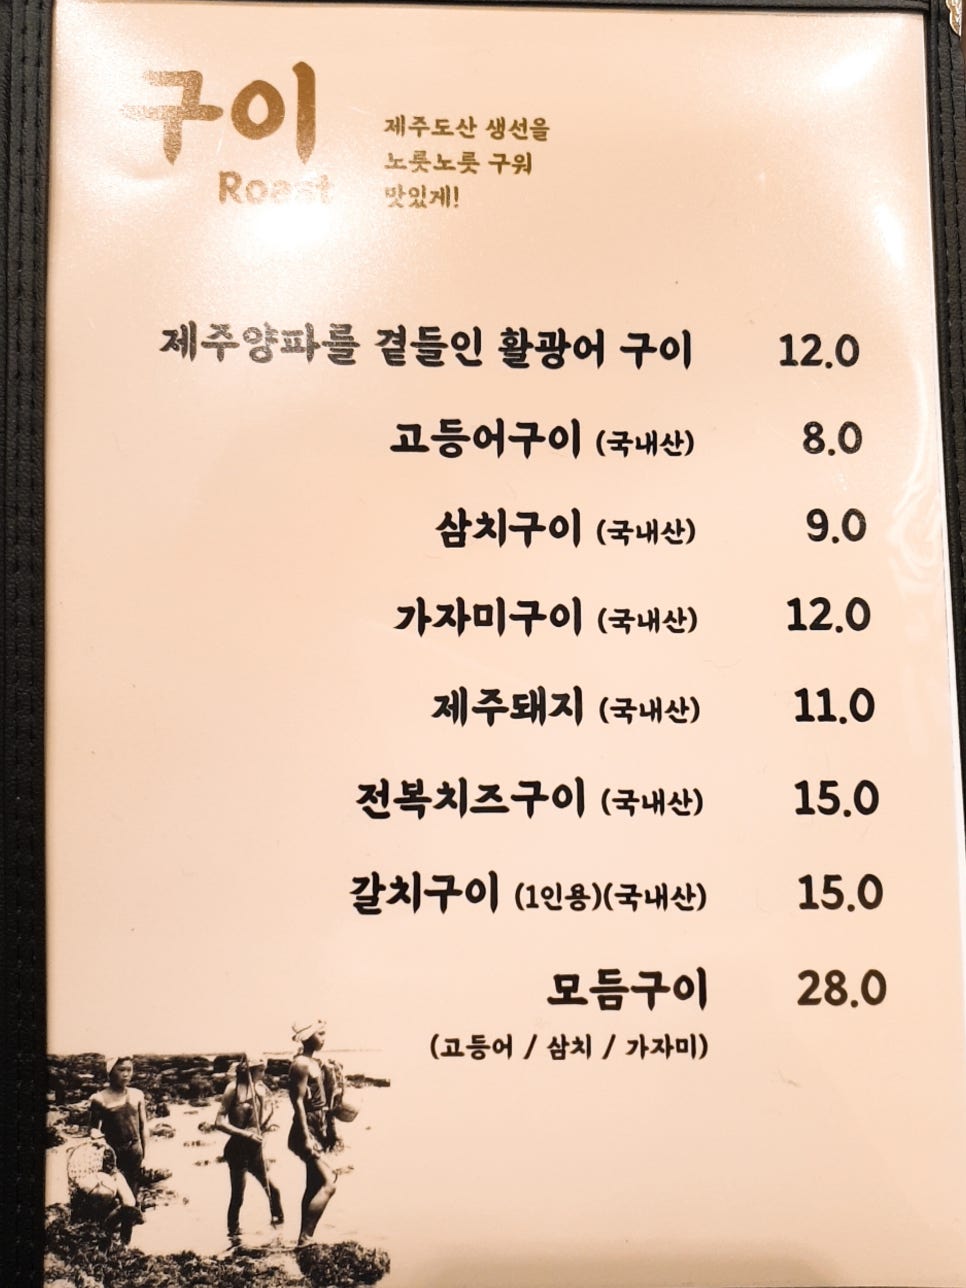 구이
Roast
제주도산 생선을
노릇노릇 구워
맛있게!
제주양파를 곁들인 활광어 구이 12.0
고등어구이 (국내산) 8.0
삼치구이 (국내산) 9.0
가자미구이 (국내산) 12.0
제주돼지 (국내산) 11.0
전복치즈구이 (국내산) 15.0
갈치구이 (1인용)(국내산) 15.0
모듬구이 28.0
(고등어 / 삼치 / 가자미)